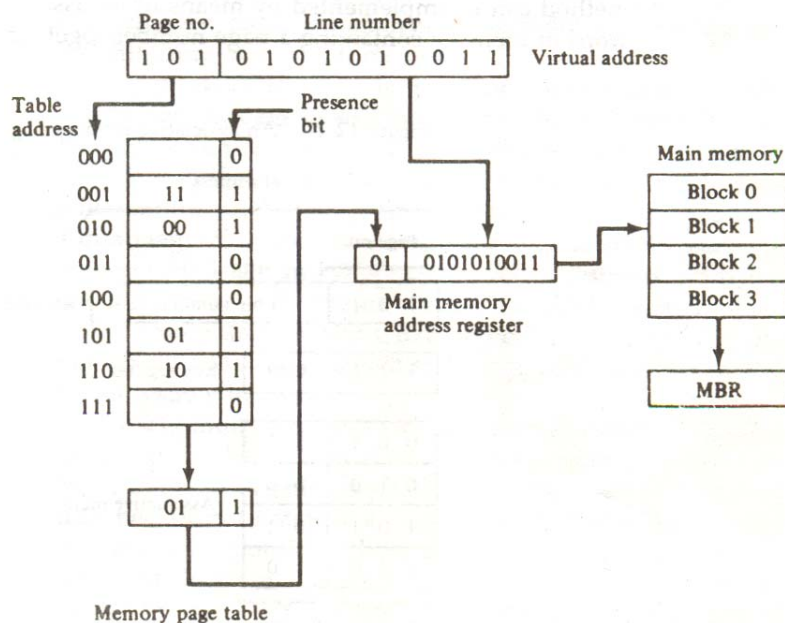 Page no. Line number
1 0 1 0 1 0 1 0 1 0 0 1 1 Virtual address
Table address
Presence bit
000 0
001 11 1
010 00 1
011 0
100 0
101 01 1
110 10 1
111 0
01 1
Memory page table
01 0101010011
Main memory address register
Main memory
Block 0
Block 1
Block 2
Block 3
MBR